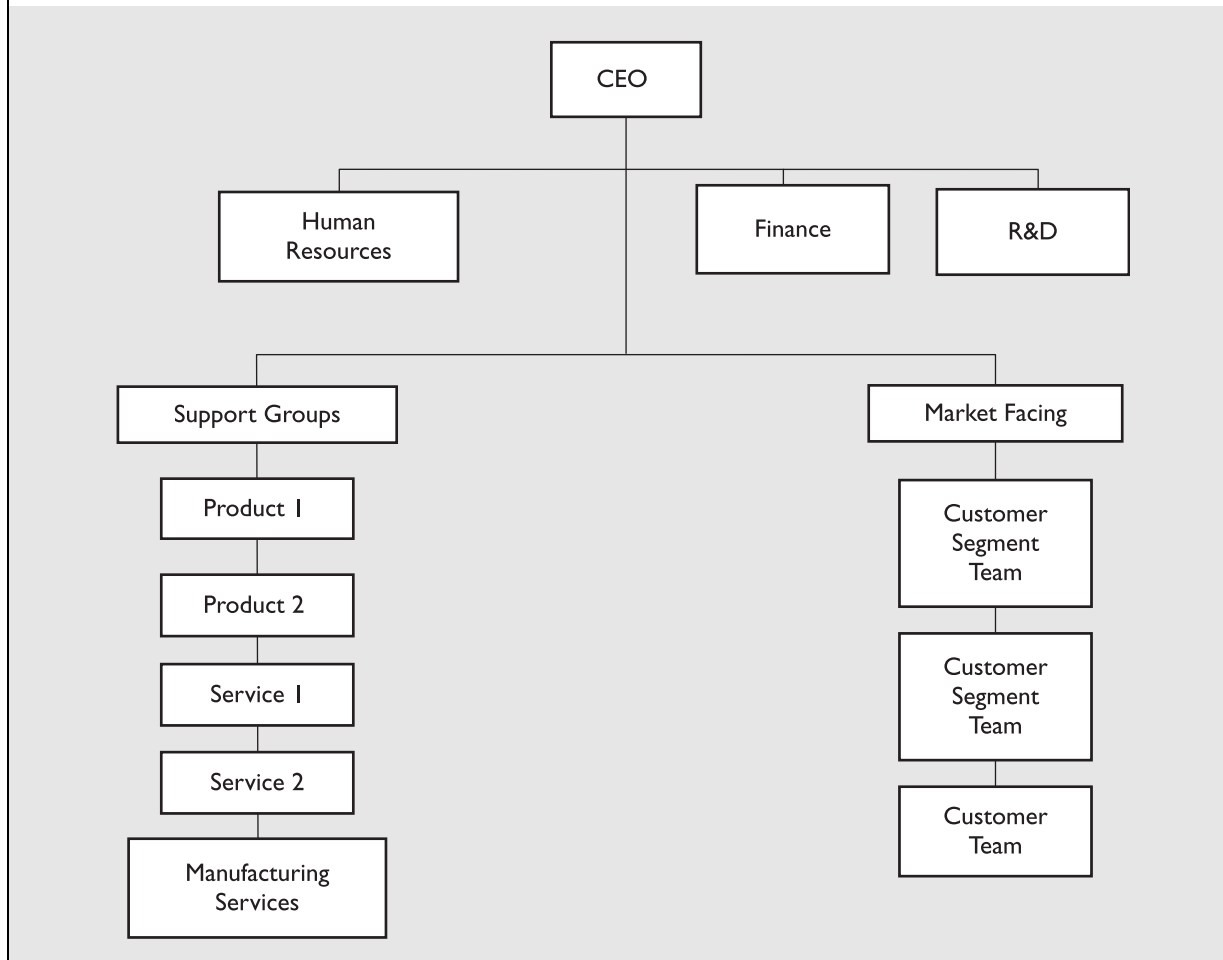 CEO
Human
Resources
Finance
R&D
Support Groups
Market Facing
Product 1
Product 2
Service 1
Service 2
Manufacturing
Services
Customer
Segment
Team
Customer
Segment
Team
Customer
Team